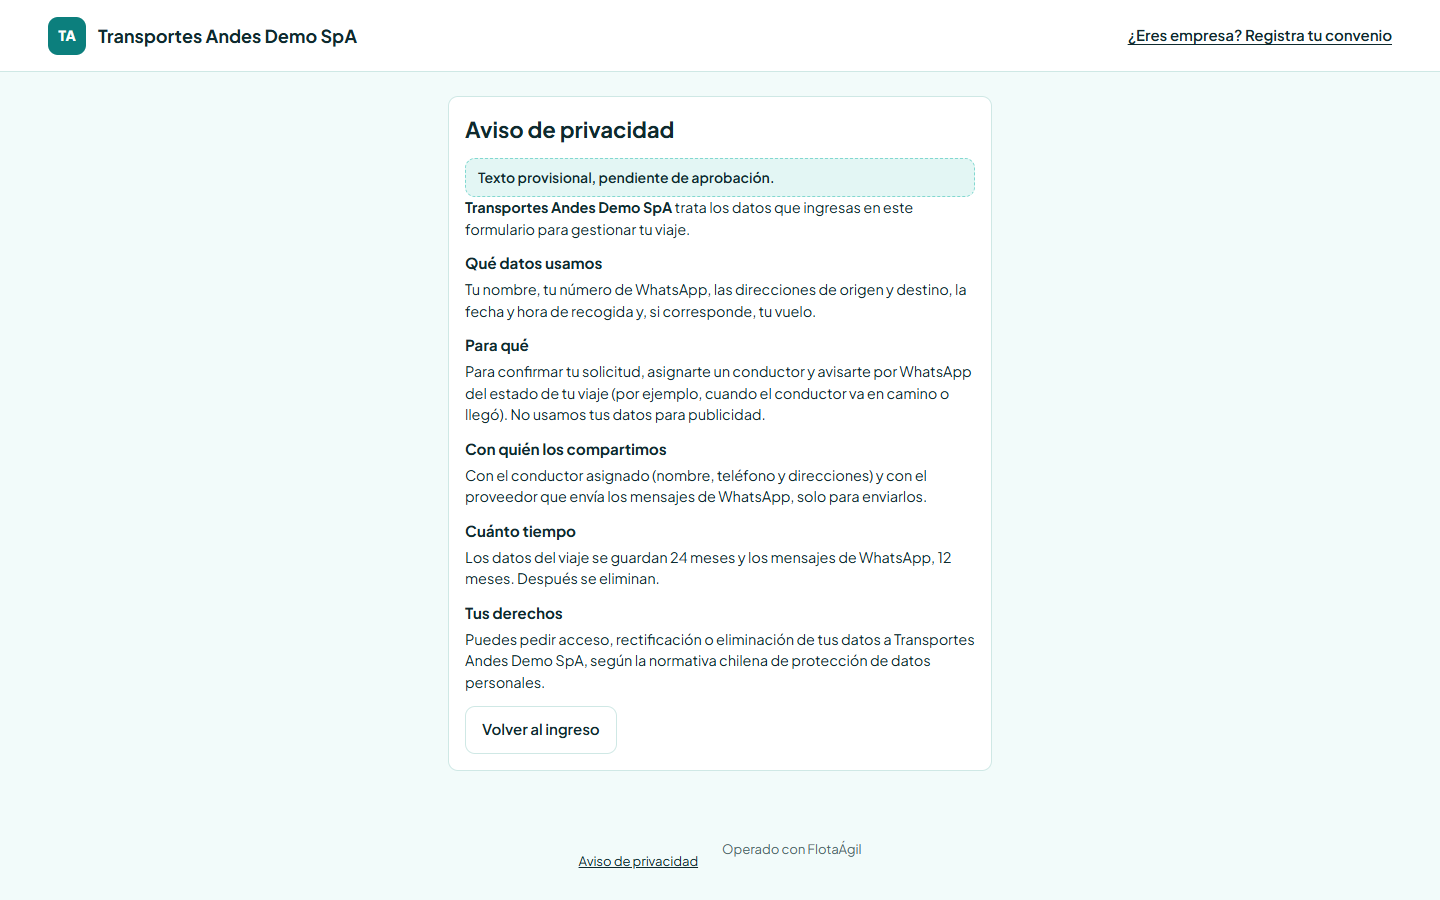 TA
Transportes Andes Demo SpA
¿Eres empresa? Registra tu convenio
Aviso de privacidad
Texto provisional, pendiente de aprobación.
Transportes Andes Demo SpA trata los datos que ingresas en este
formulario para gestionar tu viaje.
Qué datos usamos
Tu nombre, tu número de WhatsApp, las direcciones de origen y destino, la
fecha y hora de recogida y, si corresponde, tu vuelo.
Para qué
Para confirmar tu solicitud, asignarte un conductor y avisarte por WhatsApp
del estado de tu viaje (por ejemplo, cuando el conductor va en camino o
llegó). No usamos tus datos para publicidad.
Con quién los compartimos
Con el conductor asignado (nombre, teléfono y direcciones) y con el
proveedor que envía los mensajes de WhatsApp, solo para enviarlos.
Cuánto tiempo
Los datos del viaje se guardan 24 meses y los mensajes de WhatsApp, 12
meses. Después se eliminan.
Tus derechos
Puedes pedir acceso, rectificación o eliminación de tus datos a Transportes
Andes Demo SpA, según la normativa chilena de protección de datos
personales.
Volver al ingreso
Aviso de privacidad
Operado con FlotaÁgil